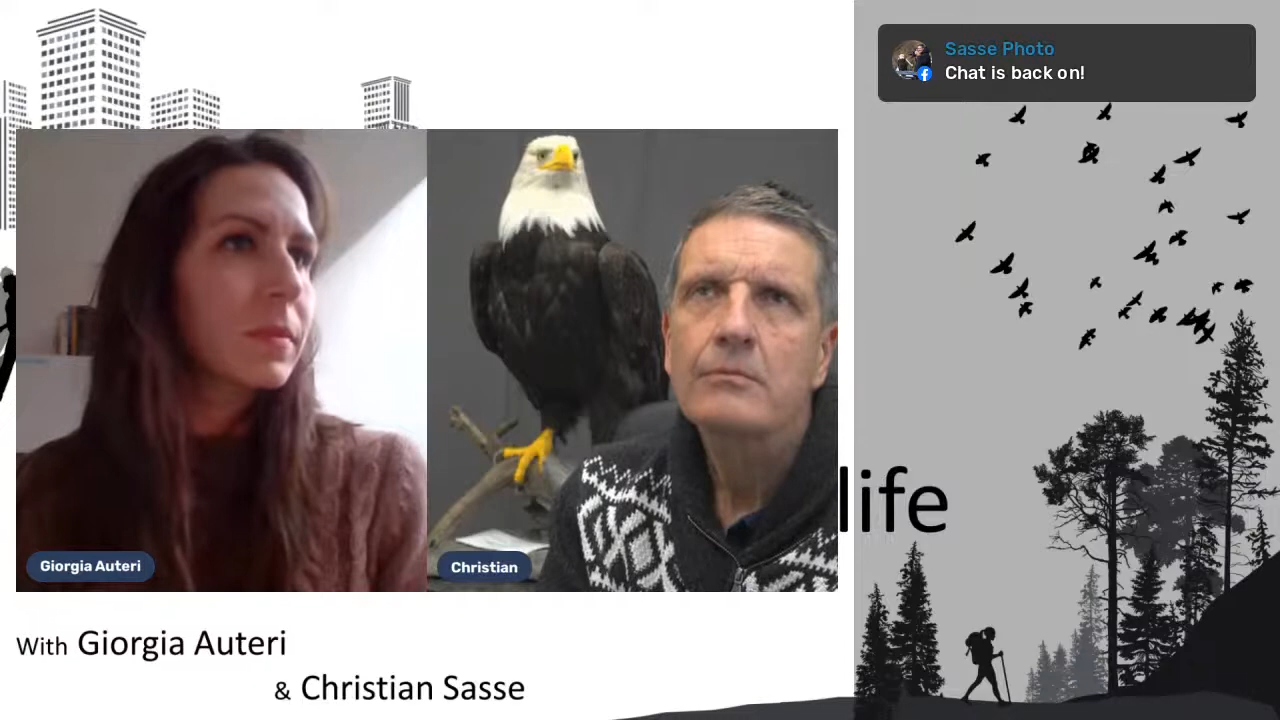 Sasse Photo
Chat is back on!
life
Giorgia Auteri
Christian
With Giorgia Auteri
& Christian Sasse